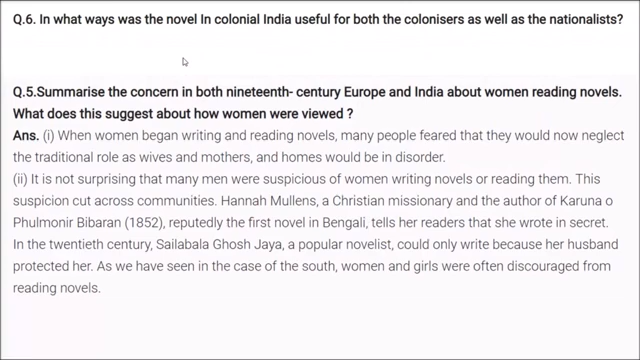 Q.6. In what ways was the novel In colonial India useful for both the colonisers as well as the nationalists?
Q.5.Summarise the concern in both nineteenth- century Europe and India about women reading novels.
What does this suggest about how women were viewed ?
Ans. (i) When women began writing and reading novels, many people feared that they would now neglect
the traditional role as wives and mothers, and homes would be in disorder.
(ii) It is not surprising that many men were suspicious of women writing novels or reading them. This
suspicion cut across communities. Hannah Mullens, a Christian missionary and the author of Karuna o
Phulmonir Bibaran (1852), reputedly the first novel in Bengali, tells her readers that she wrote in secret.
In the twentieth century, Sailabala Ghosh Jaya, a popular novelist, could only write because her husband
protected her. As we have seen in the case of the south, women and girls were often discouraged from
reading novels.